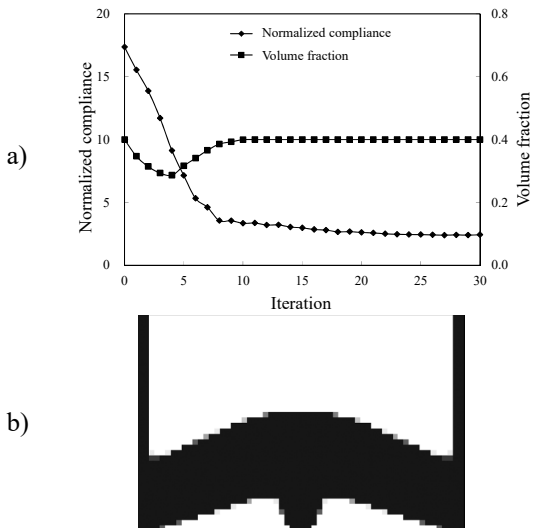 a)
20
15
10
5
0
Normalized compliance
Normalized compliance
Volume fraction
0.8
0.6
0.4
0.2
0.0
Volume fraction
0 5 10 15 20 25 30
Iteration
b)